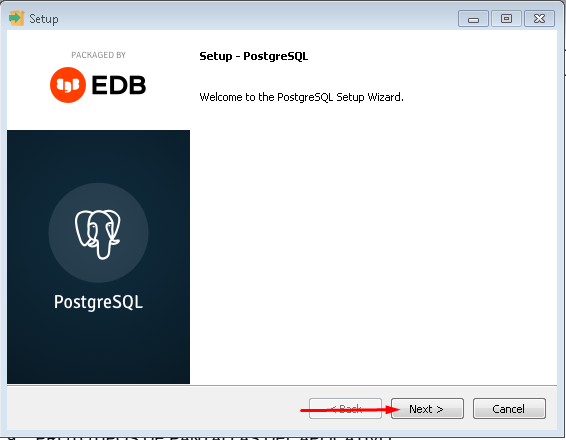 Setup
PACKAGED BY
EDB
Setup - PostgreSQL
Welcome to the PostgreSQL Setup Wizard.
PostgreSQL
< Back
Next >
Cancel